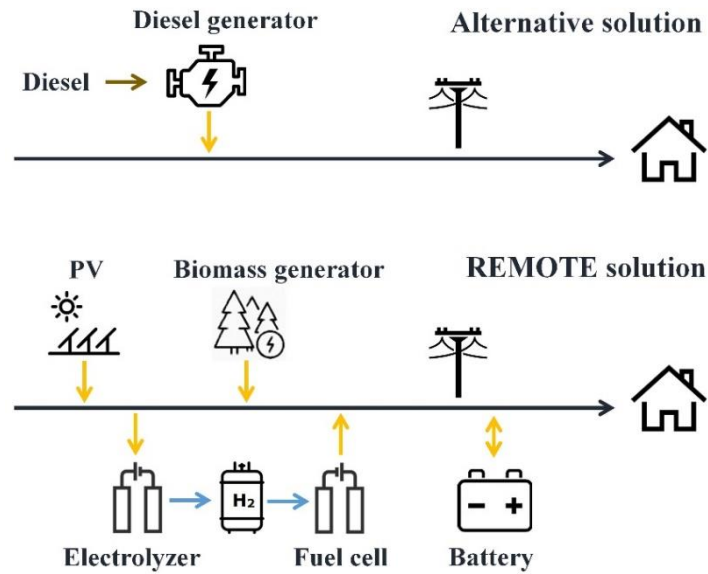 Diesel generator
Alternative solution
Diesel
PV
Biomass generator
REMOTE solution
H₂
Electrolyzer
Fuel cell
Battery